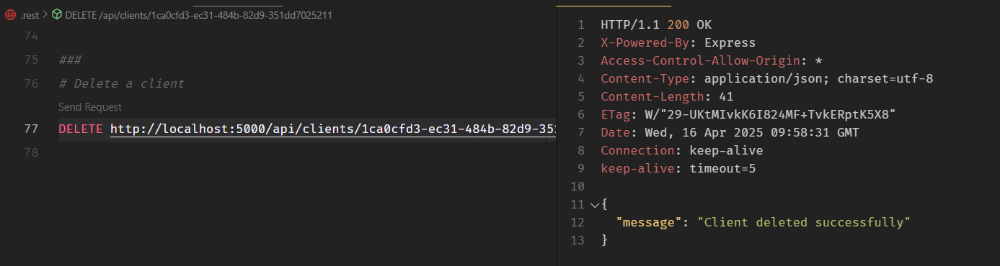 .rest > DELETE /api/clients/1ca0cfd3-ec31-484b-82d9-351dd7025211
74
75 ###
76 # Delete a client
Send Request
77 DELETE http://localhost:5000/api/clients/1ca0cfd3-ec31-484b-82d9-351
78
1 HTTP/1.1 200 OK
2 X-Powered-By: Express
3 Access-Control-Allow-Origin: *
4 Content-Type: application/json; charset=utf-8
5 Content-Length: 41
6 ETag: W/"29-UKtMIvkK6I824MF+TvkERptK5X8"
7 Date: Wed, 16 Apr 2025 09:58:31 GMT
8 Connection: keep-alive
9 keep-alive: timeout=5
10
11 {
12 "message": "Client deleted successfully"
13 }